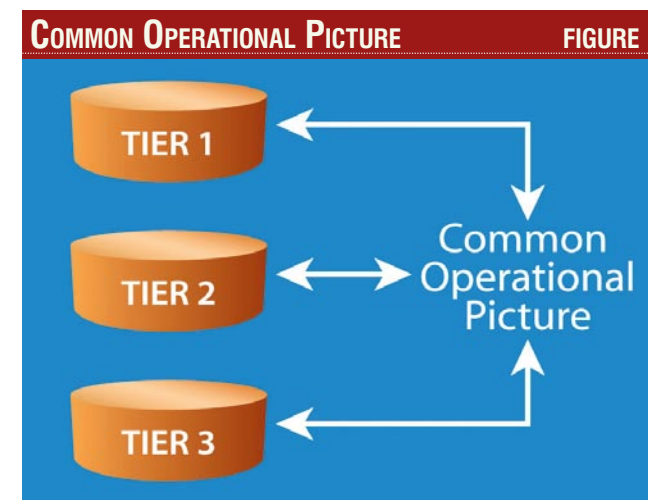 COMMON OPERATIONAL PICTURE FIGURE
TIER 1
TIER 2
Common
Operational
Picture
TIER 3